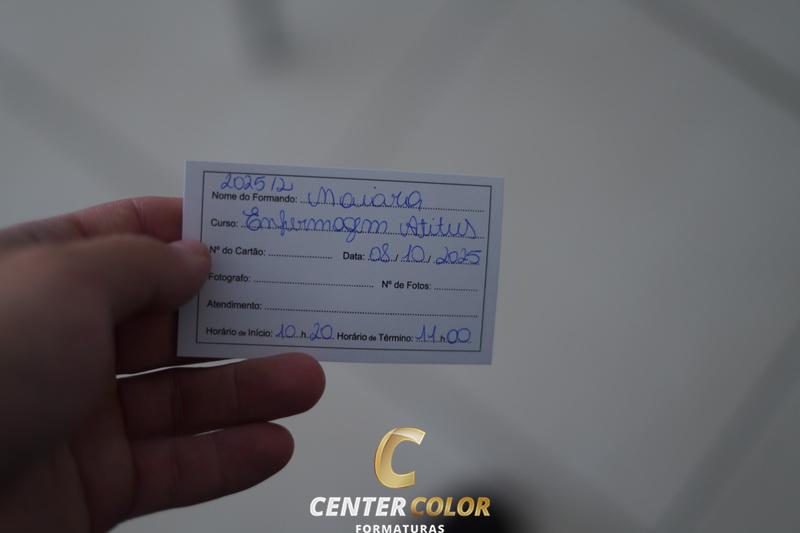 2025/2
Nome do Formando: Maiara
Curso: Enfermagem Atitus
Nº do Cartão: Data: 08/10/2025
Fotografo: Nº de Fotos:
Atendimento:
Horário de Início: 10 h 20 Horário de Término: 11 h 00
C
CENTER COLOR
FORMATURAS